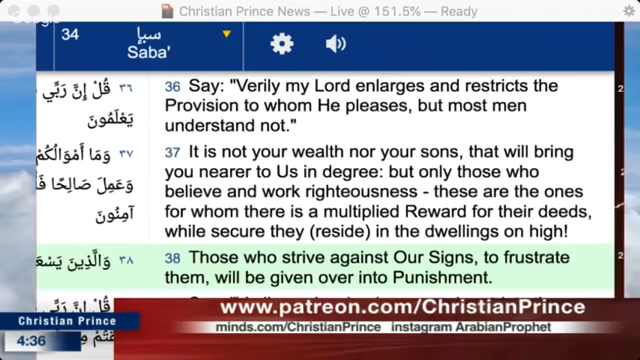 Christian Prince News — Live @ 151.5% — Ready
34
سبإ
Saba'
٣٦ قُلْ إِنَّ رَبِّي
يَعْلَمُونَ
36 Say: "Verily my Lord enlarges and restricts the
Provision to whom He pleases, but most men
understand not."
٣٧ وَمَا أَمْوَالُكُمْ
وَعَمِلَ صَالِحًا
آمِنُونَ
37 It is not your wealth nor your sons, that will bring
you nearer to Us in degree: but only those who
believe and work righteousness - these are the ones
for whom there is a multiplied Reward for their deeds,
while secure they (reside) in the dwellings on high!
٣٨ وَالَّذِينَ
38 Those who strive against Our Signs, to frustrate
them, will be given over into Punishment.
قُلْ إِنَّ رَبِّي
www.patreon.com/ChristianPrince
Christian Prince
minds.com/ChristianPrince instagram ArabianProphet
4:36